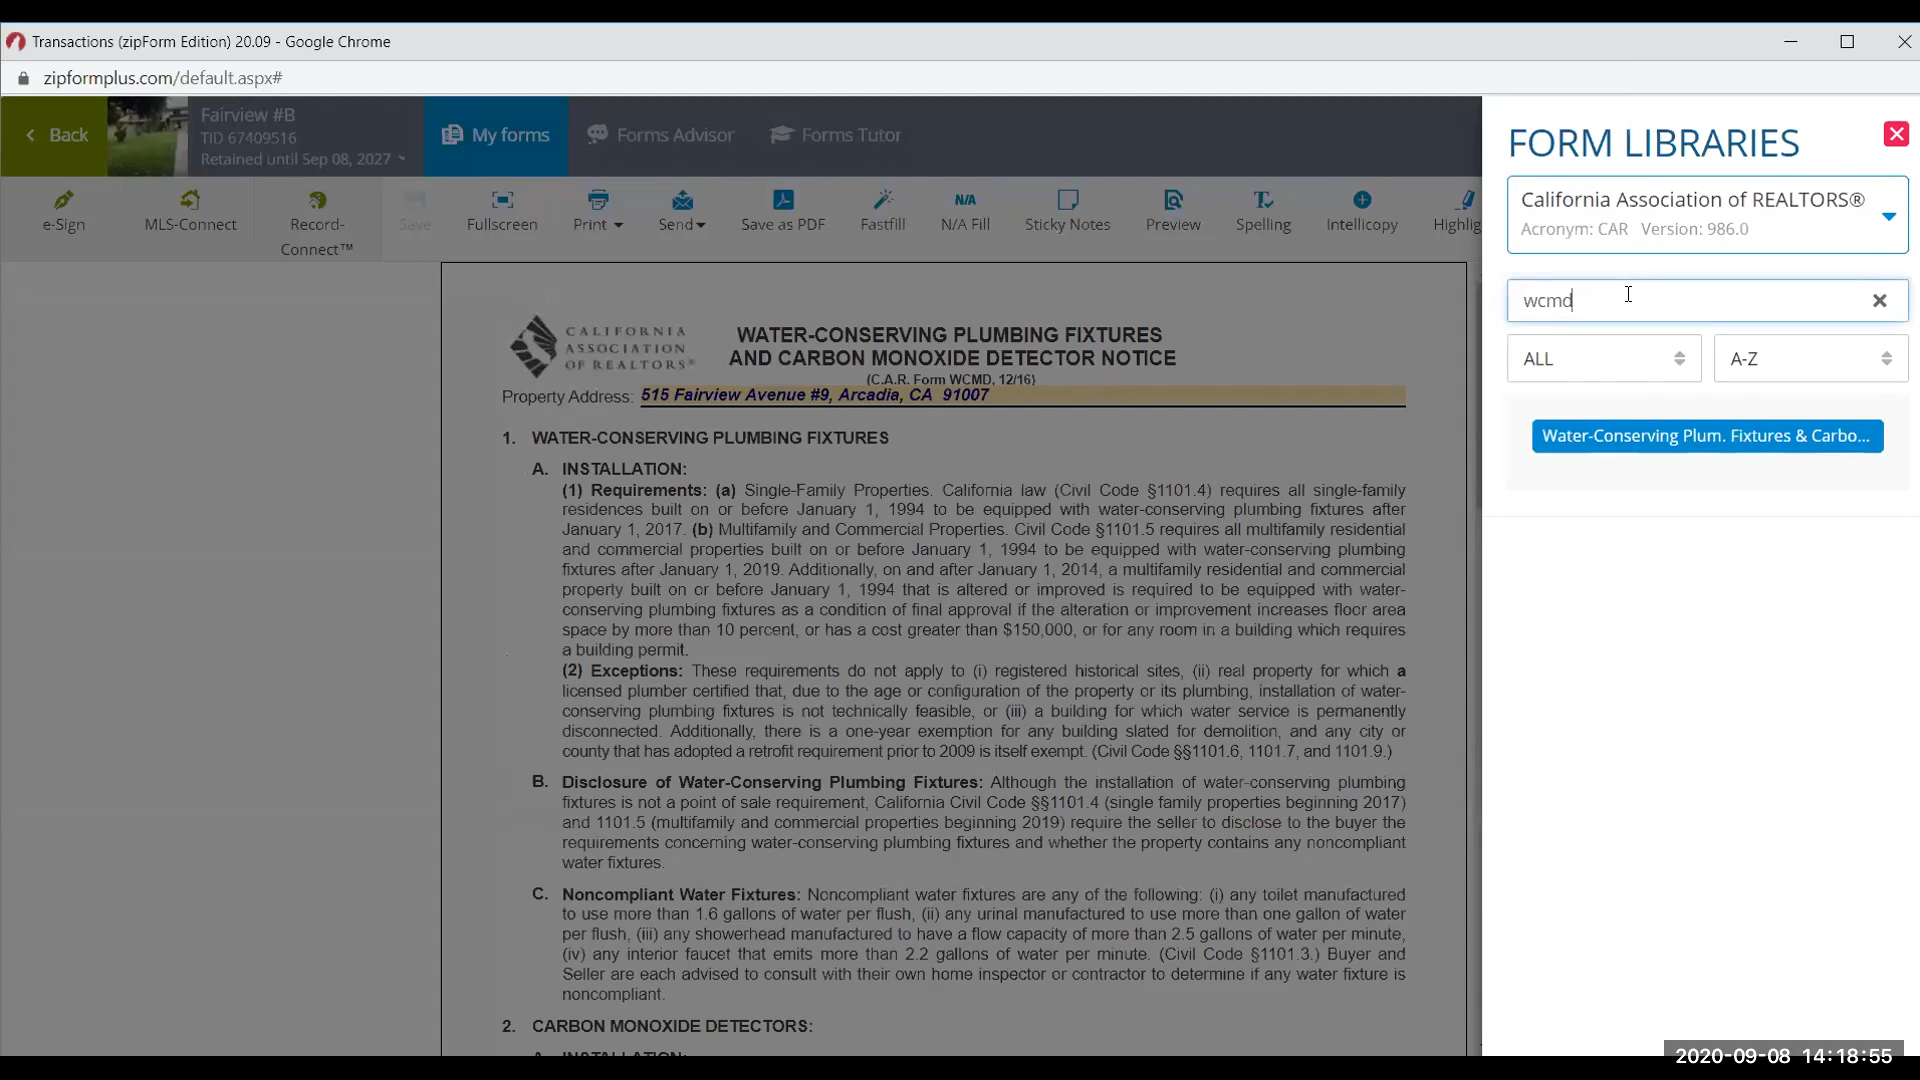 Transactions (zipForm Edition) 20.09 - Google Chrome
zipformplus.com/default.aspx#
Back
Fairview #B
TID 67409516
Retained until Sep 08, 2027
My forms
Forms Advisor
Forms Tutor
e-Sign
MLS-Connect
Record-
Connect™
Save
Fullscreen
Print
Send
Save as PDF
Fastfill
N/A
N/A Fill
Sticky Notes
Preview
Spelling
Intellicopy
Highlig
FORM LIBRARIES
California Association of REALTORS®
Acronym: CAR Version: 986.0
wcmd
ALL
A-Z
Water-Conserving Plum. Fixtures & Carbo...
CALIFORNIA
ASSOCIATION
OF REALTORS®
WATER-CONSERVING PLUMBING FIXTURES
AND CARBON MONOXIDE DETECTOR NOTICE
(C.A.R. Form WCMD, 12/16)
Property Address: 515 Fairview Avenue #9, Arcadia, CA 91007
1. WATER-CONSERVING PLUMBING FIXTURES
A. INSTALLATION:
(1) Requirements: (a) Single-Family Properties. California law (Civil Code §1101.4) requires all single-family
residences built on or before January 1, 1994 to be equipped with water-conserving plumbing fixtures after
January 1, 2017. (b) Multifamily and Commercial Properties. Civil Code §1101.5 requires all multifamily residential
and commercial properties built on or before January 1, 1994 to be equipped with water-conserving plumbing
fixtures after January 1, 2019. Additionally, on and after January 1, 2014, a multifamily residential and commercial
property built on or before January 1, 1994 that is altered or improved is required to be equipped with water-
conserving plumbing fixtures as a condition of final approval if the alteration or improvement increases floor area
space by more than 10 percent, or has a cost greater than $150,000, or for any room in a building which requires
a building permit.
(2) Exceptions: These requirements do not apply to (i) registered historical sites, (ii) real property for which a
licensed plumber certified that, due to the age or configuration of the property or its plumbing, installation of water-
conserving plumbing fixtures is not technically feasible, or (iii) a building for which water service is permanently
disconnected. Additionally, there is a one-year exemption for any building slated for demolition, and any city or
county that has adopted a retrofit requirement prior to 2009 is itself exempt. (Civil Code §§1101.6, 1101.7, and 1101.9.)
B. Disclosure of Water-Conserving Plumbing Fixtures: Although the installation of water-conserving plumbing
fixtures is not a point of sale requirement, California Civil Code §§1101.4 (single family properties beginning 2017)
and 1101.5 (multifamily and commercial properties beginning 2019) require the seller to disclose to the buyer the
requirements concerning water-conserving plumbing fixtures and whether the property contains any noncompliant
water fixtures.
C. Noncompliant Water Fixtures: Noncompliant water fixtures are any of the following: (i) any toilet manufactured
to use more than 1.6 gallons of water per flush, (ii) any urinal manufactured to use more than one gallon of water
per flush, (iii) any showerhead manufactured to have a flow capacity of more than 2.5 gallons of water per minute,
(iv) any interior faucet that emits more than 2.2 gallons of water per minute. (Civil Code §1101.3.) Buyer and
Seller are each advised to consult with their own home inspector or contractor to determine if any water fixture is
noncompliant.
2. CARBON MONOXIDE DETECTORS:
A. INSTALLATION:
2020-09-08 14:18:55